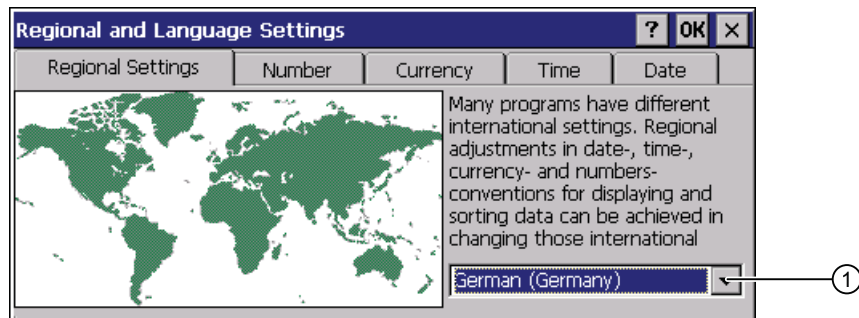 Regional and Language Settings ? OK ×
Regional Settings Number Currency Time Date
Many programs have different
international settings. Regional
adjustments in date-, time-,
currency- and numbers-
conventions for displaying and
sorting data can be achieved in
changing those international
German (Germany)
1